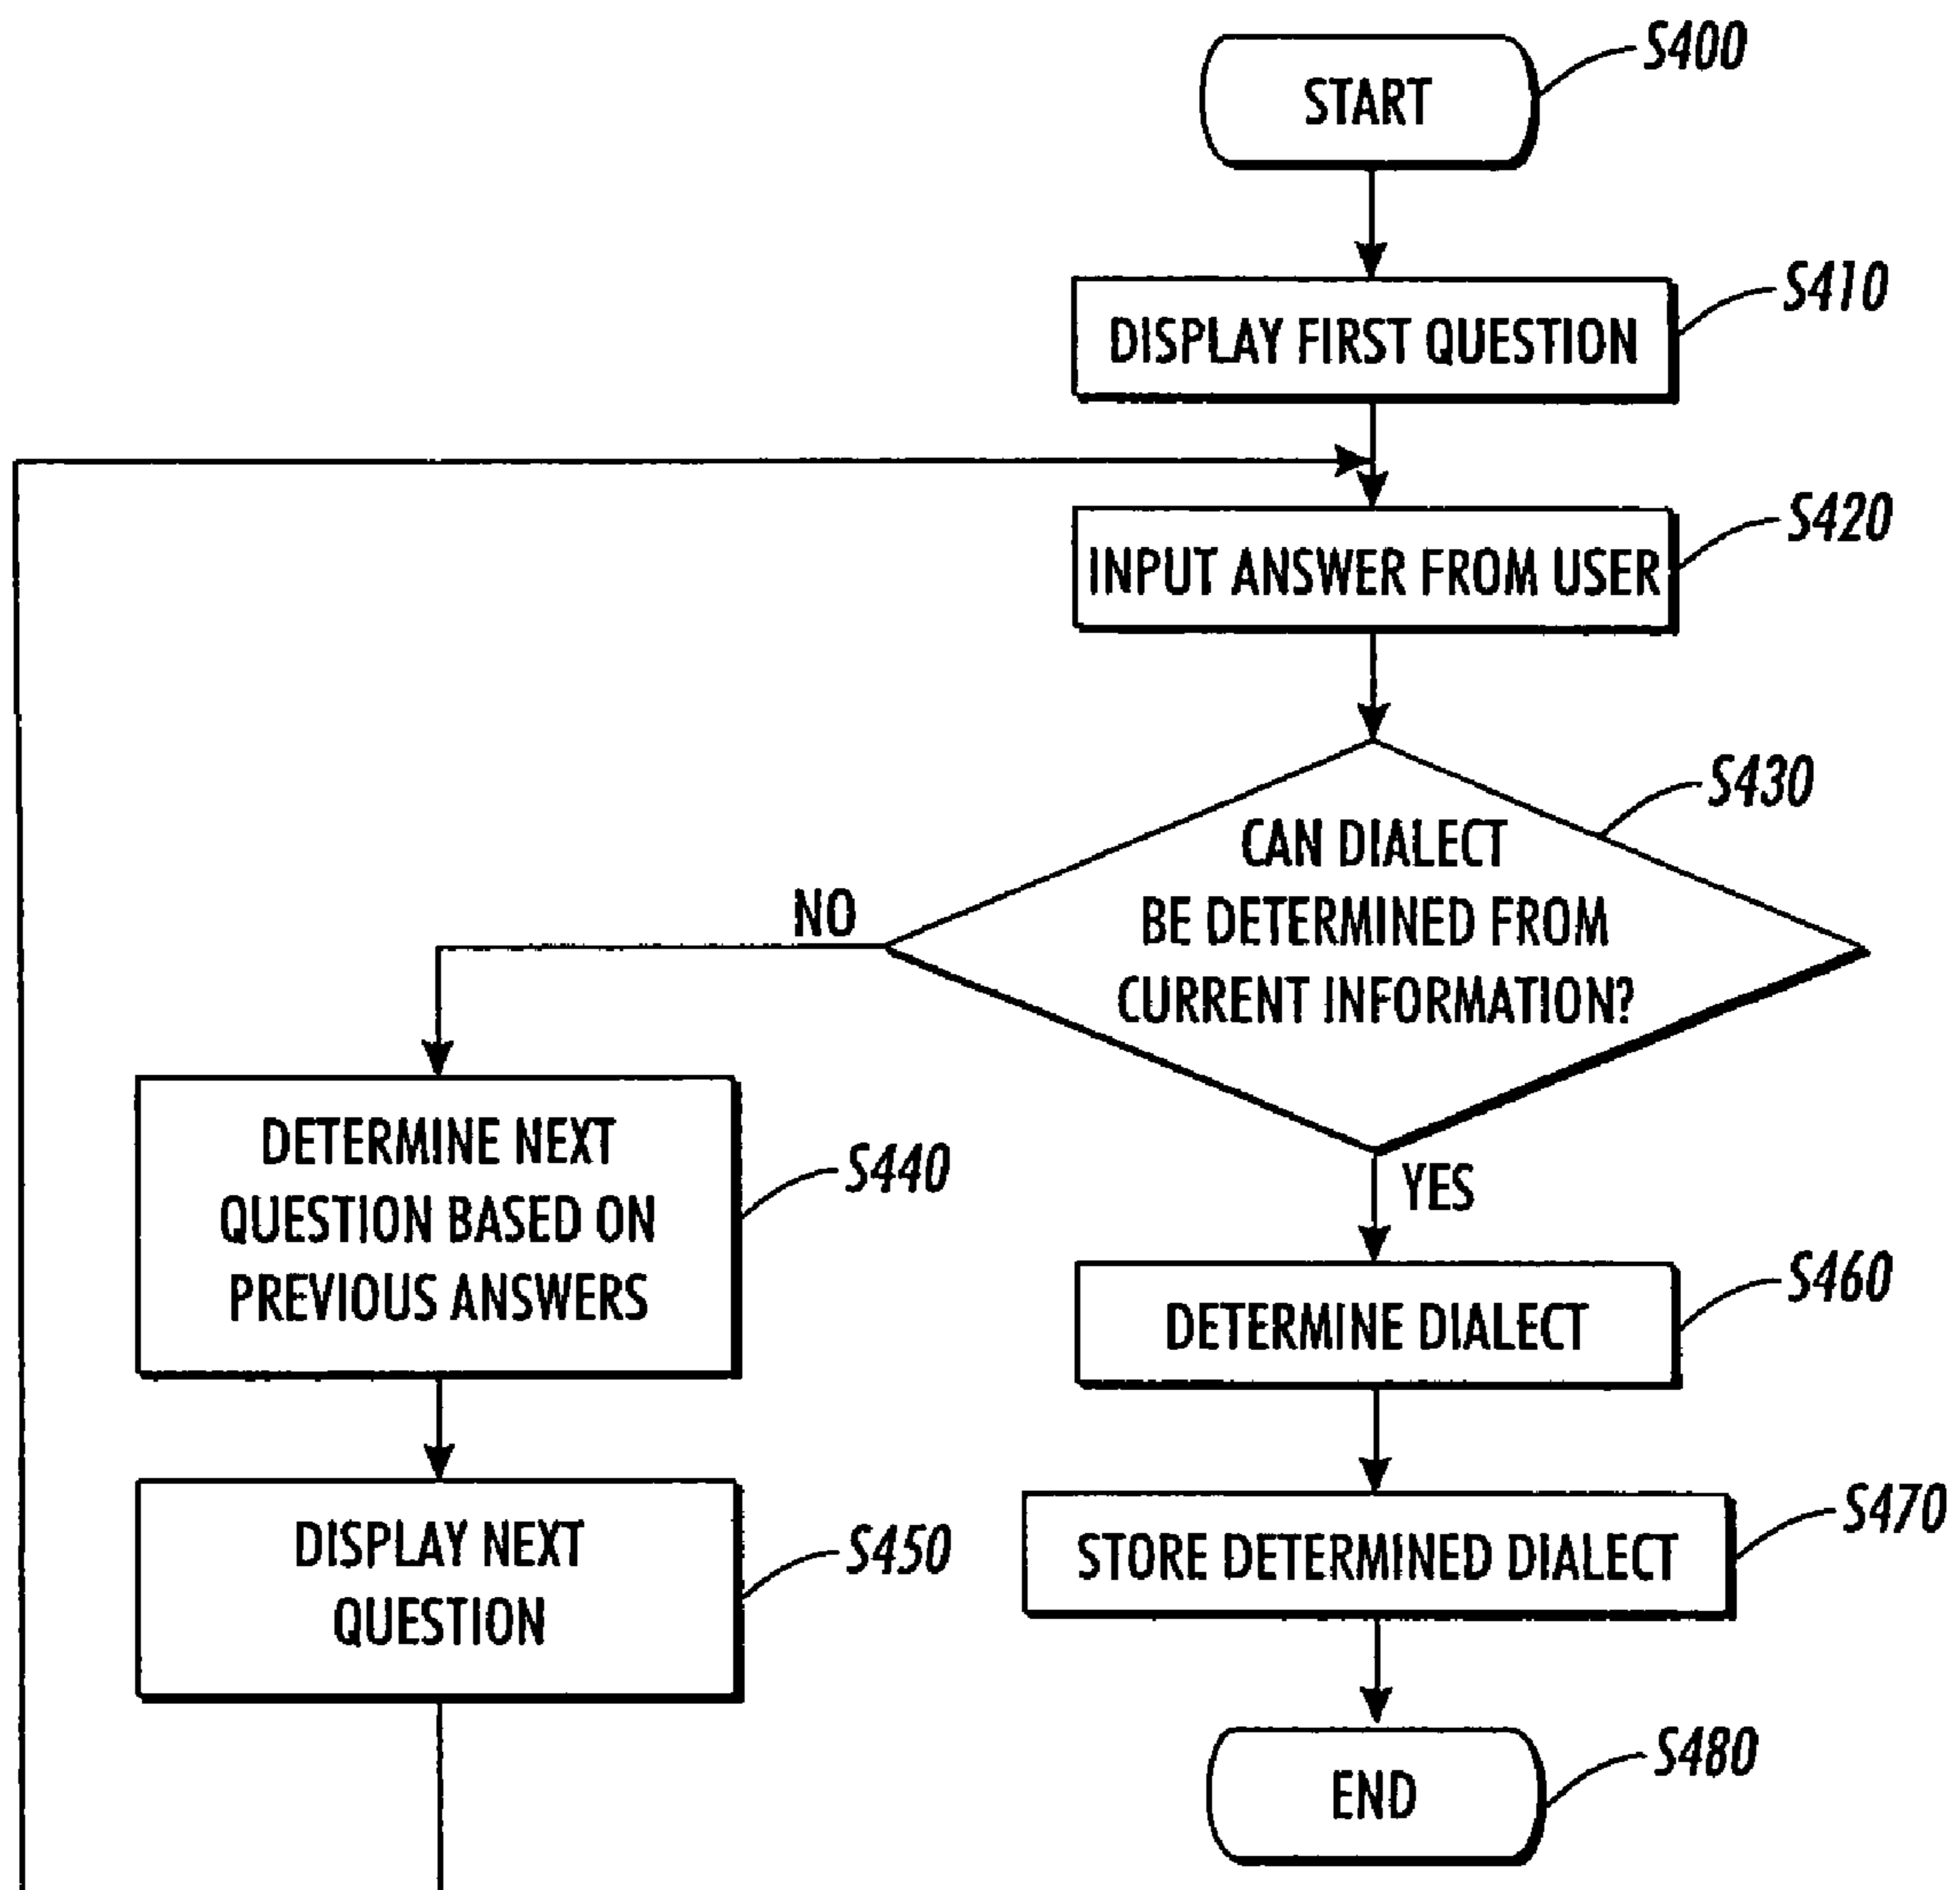 S400
START
S410
DISPLAY FIRST QUESTION
S420
INPUT ANSWER FROM USER
S430
CAN DIALECT
BE DETERMINED FROM
CURRENT INFORMATION?
NO
YES
DETERMINE NEXT
QUESTION BASED ON
PREVIOUS ANSWERS
S440
S460
DETERMINE DIALECT
DISPLAY NEXT
QUESTION
S450
S470
STORE DETERMINED DIALECT
S480
END